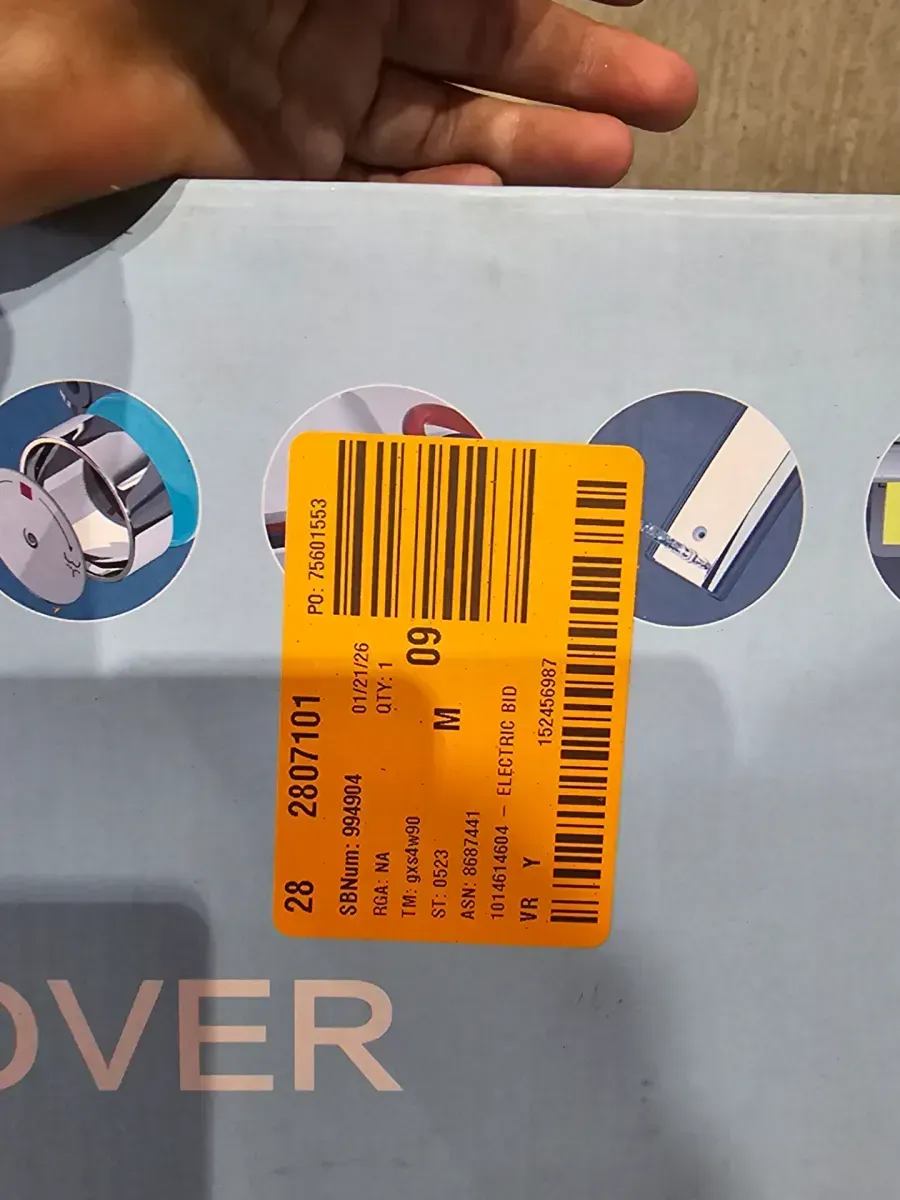 28 2807101
SBNum: 994904 01/21/26 PO: 75601553
RGA: NA QTY: 1
TM: gxs4w90 09
ST: 0523 M
ASN: 8687441
1014614604 – ELECTRIC BID
VR Y 152456987
OVER